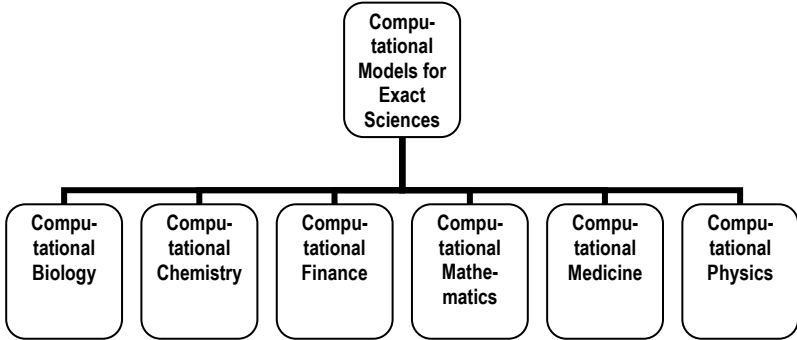 Compu-
tational
Models for
Exact
Sciences
Compu-
tational
Biology
Compu-
tational
Chemistry
Compu-
tational
Finance
Compu-
tational
Mathe-
matics
Compu-
tational
Medicine
Compu-
tational
Physics